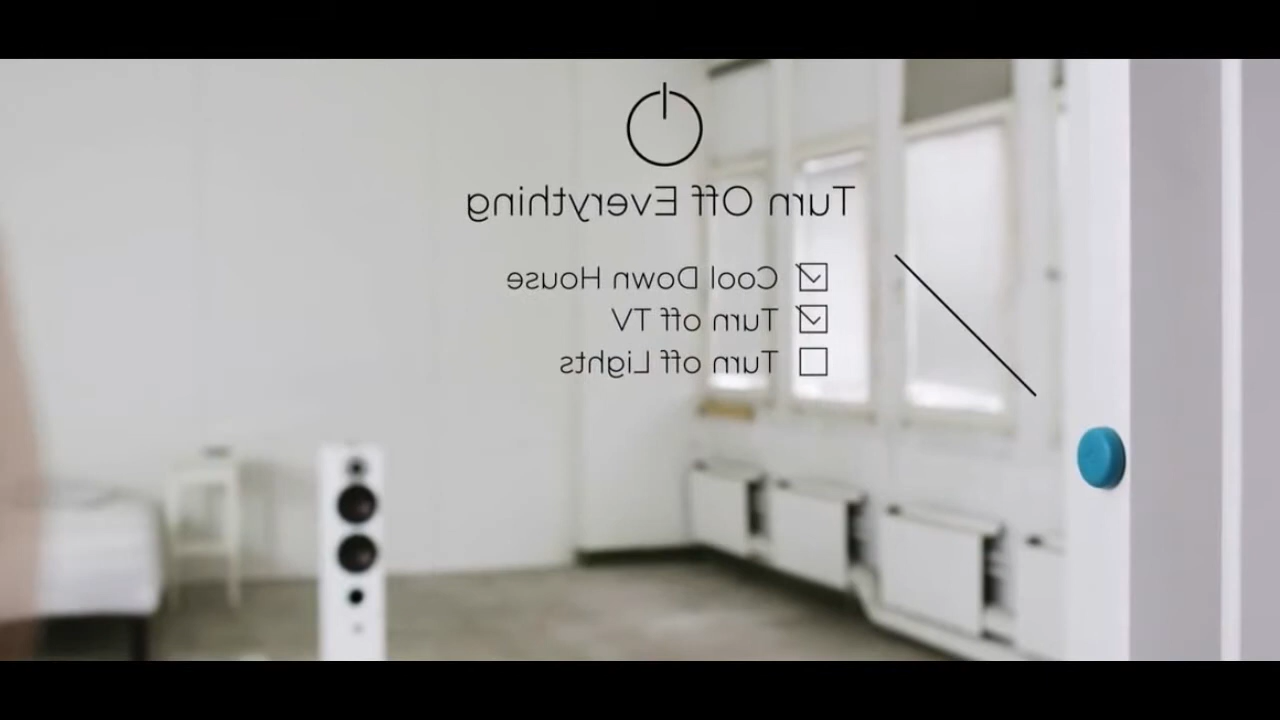 Turn Off Everything
Cool Down House
Turn off TV
Turn off Lights